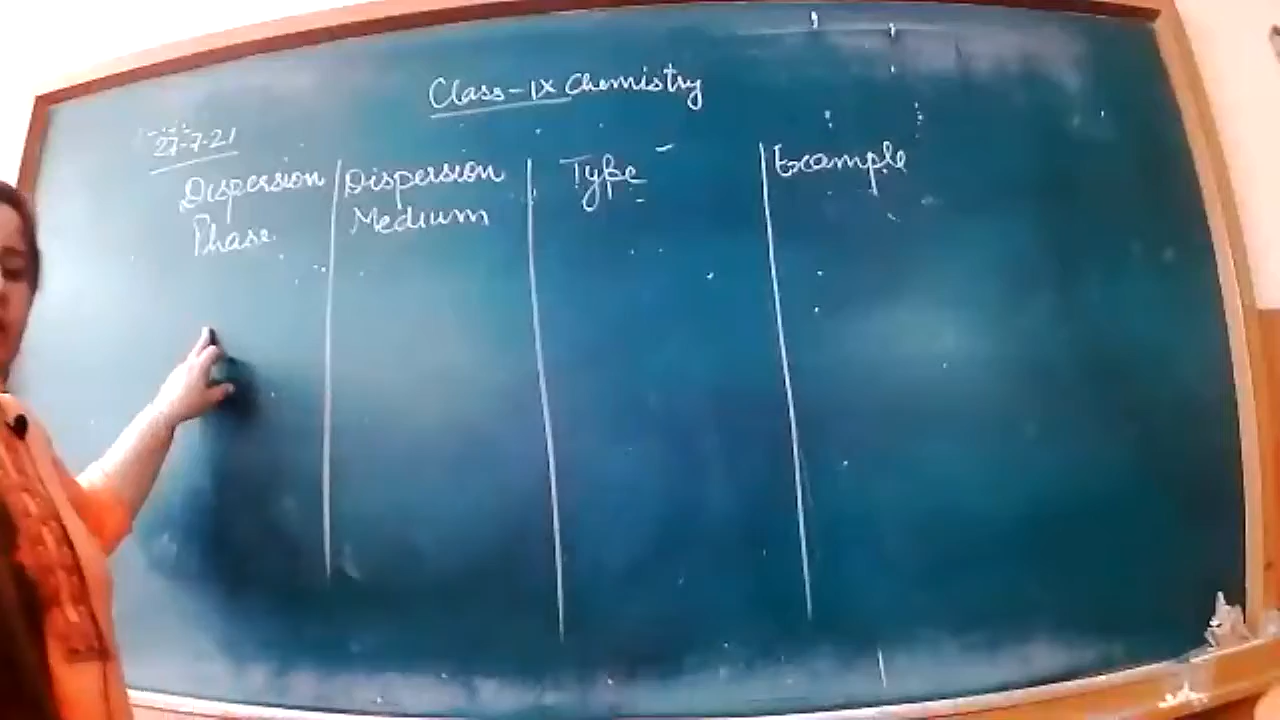 Class-IX Chemistry
27-7-21
Dispersion Phase
Dispersion Medium
Type
Example